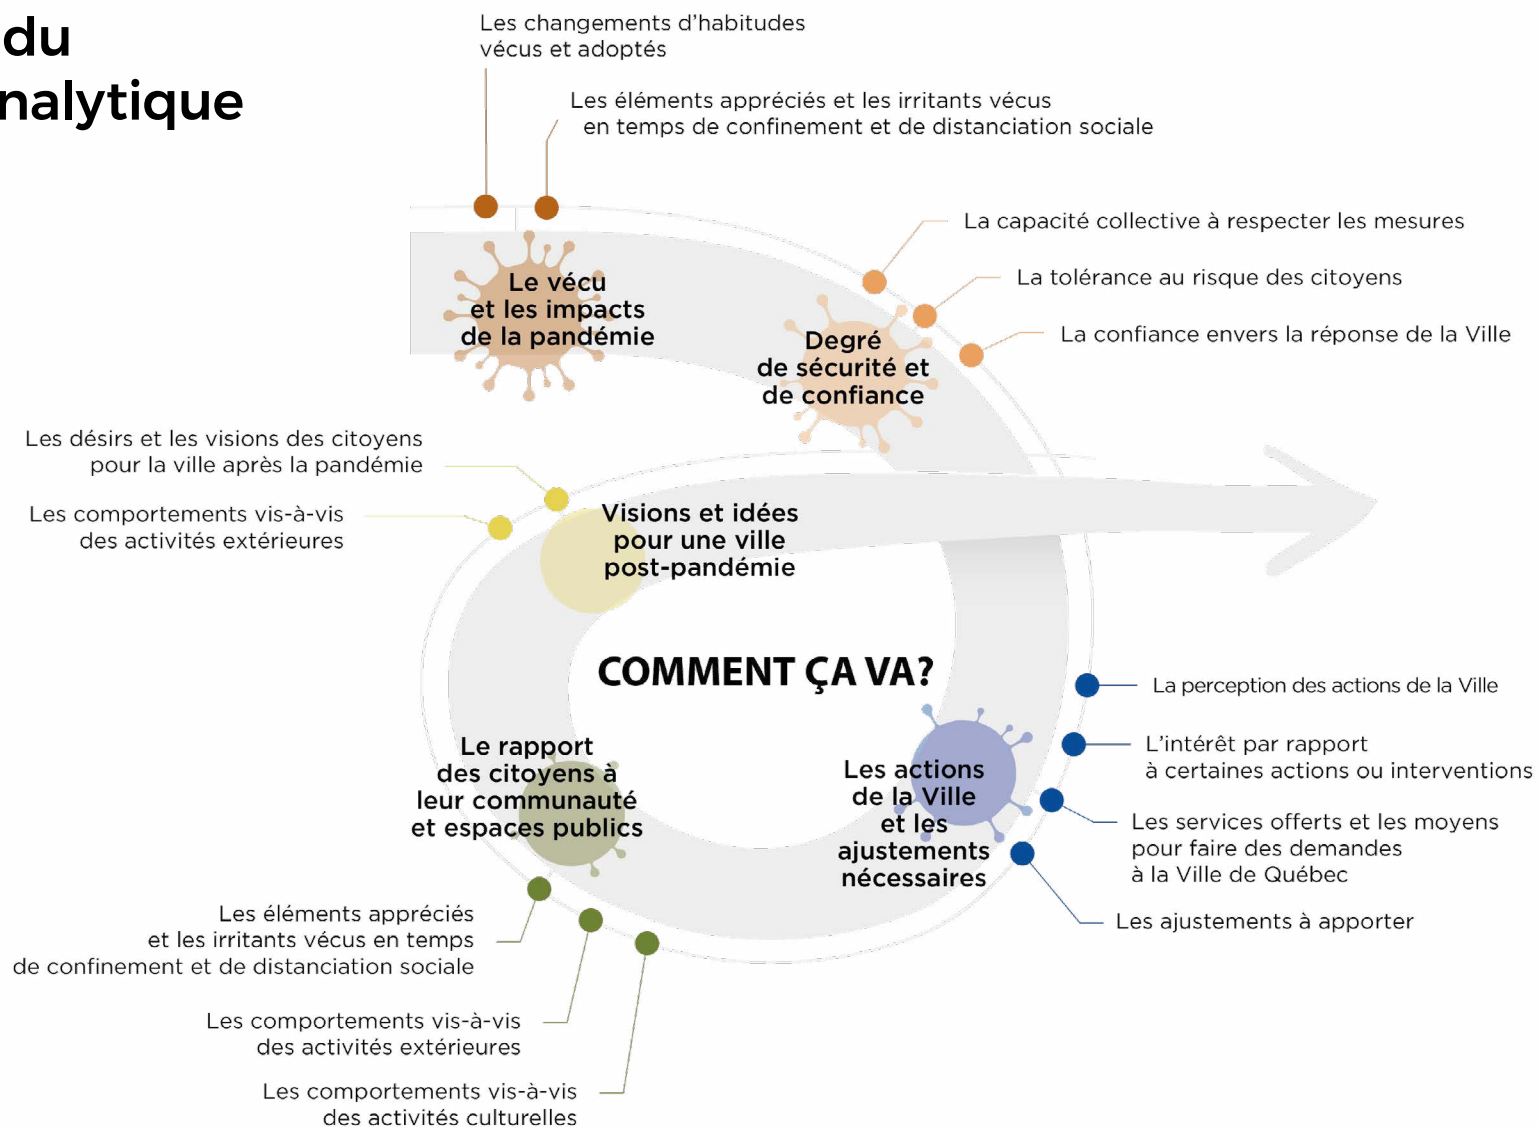 du
nalytique
Les changements d'habitudes
vécus et adoptés
Les éléments appréciés et les irritants vécus
en temps de confinement et de distanciation sociale
La capacité collective à respecter les mesures
La tolérance au risque des citoyens
La confiance envers la réponse de la Ville
Le vécu
et les impacts
de la pandémie
Degré
de sécurité et
de confiance
Les désirs et les visions des citoyens
pour la ville après la pandémie
Les comportements vis-à-vis
des activités extérieures
Visions et idées
pour une ville
post-pandémie
COMMENT ÇA VA?
La perception des actions de la Ville
L'intérêt par rapport
à certaines actions ou interventions
Les services offerts et les moyens
pour faire des demandes
à la Ville de Québec
Les ajustements à apporter
Les actions
de la Ville
et les
ajustements
nécessaires
Le rapport
des citoyens à
leur communauté
et espaces publics
Les éléments appréciés
et les irritants vécus en temps
de confinement et de distanciation sociale
Les comportements vis-à-vis
des activités extérieures
Les comportements vis-à-vis
des activités culturelles